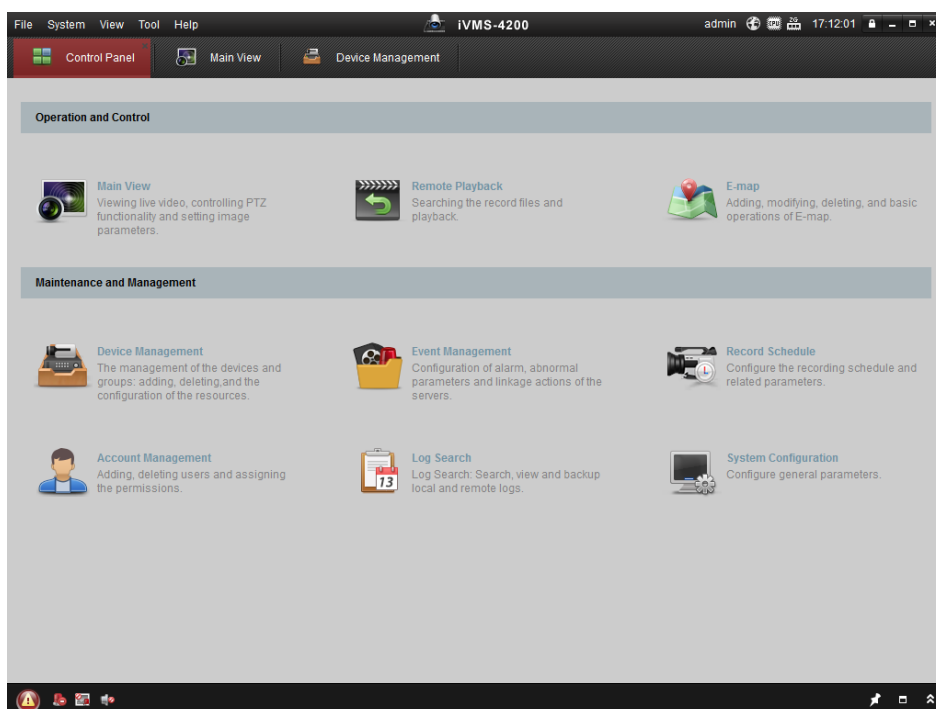 File System View Tool Help iVMS-4200 admin 17:12:01
Control Panel Main View Device Management
Operation and Control
Main View
Viewing live video, controlling PTZ
functionality and setting image
parameters.
Remote Playback
Searching the record files and
playback.
E-map
Adding, modifying, deleting, and basic
operations of E-map.
Maintenance and Management
Device Management
The management of the devices and
groups: adding, deleting,and the
configuration of the resources.
Event Management
Configuration of alarm, abnormal
parameters and linkage actions of the
servers.
Record Schedule
Configure the recording schedule and
related parameters.
Account Management
Adding, deleting users and assigning
the permissions.
13
Log Search
Log Search: Search, view and backup
local and remote logs.
System Configuration
Configure general parameters.